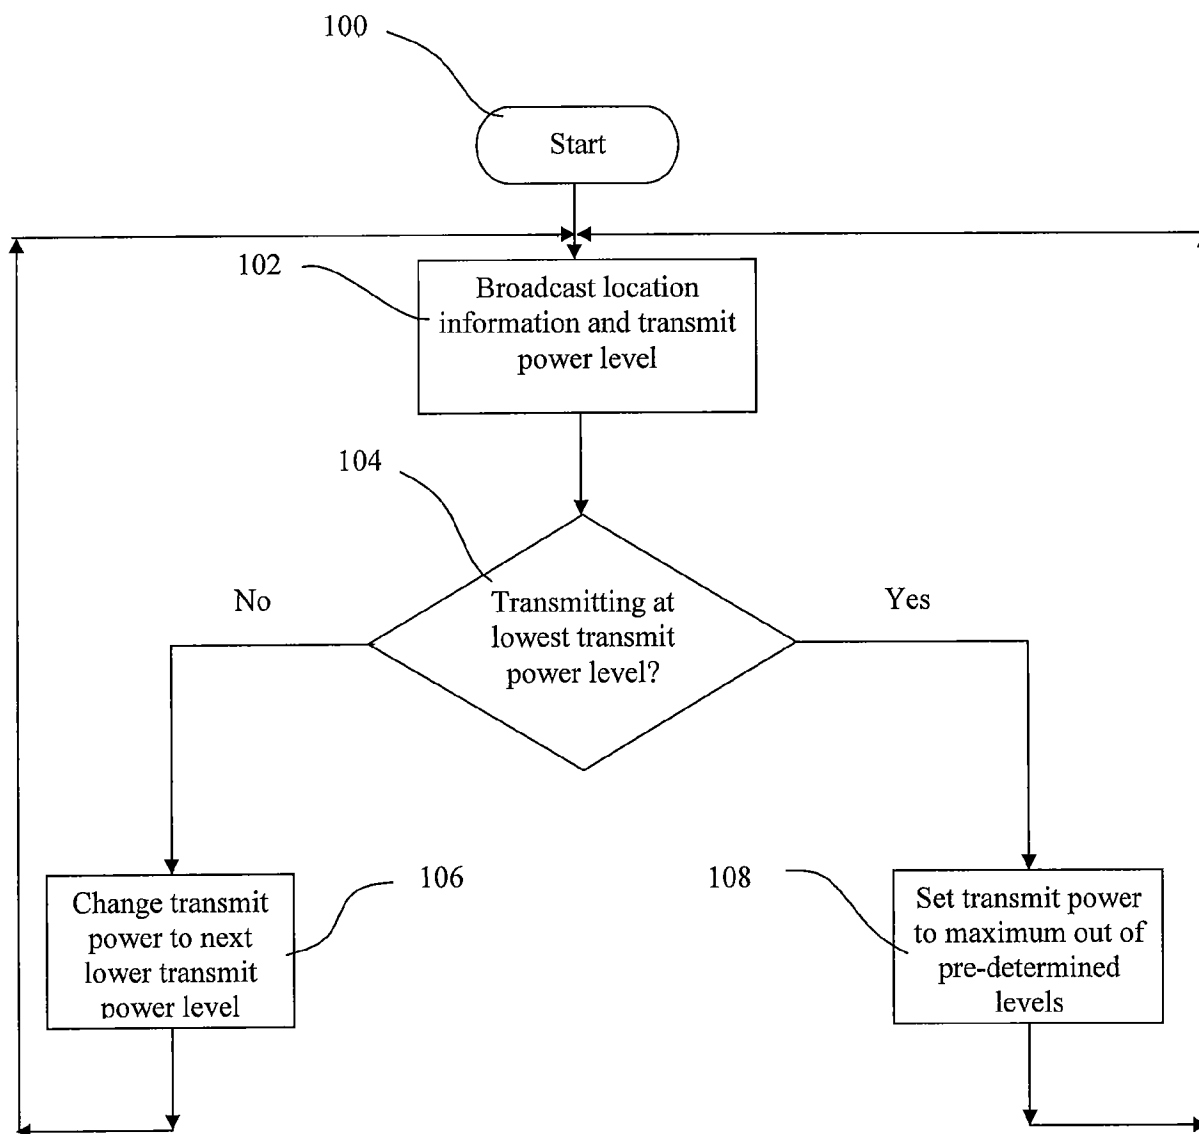 100
Start
102
Broadcast location
information and transmit
power level
104
No
Transmitting at
lowest transmit
power level?
Yes
106
Change transmit
power to next
lower transmit
power level
108
Set transmit power
to maximum out of
pre-determined
levels